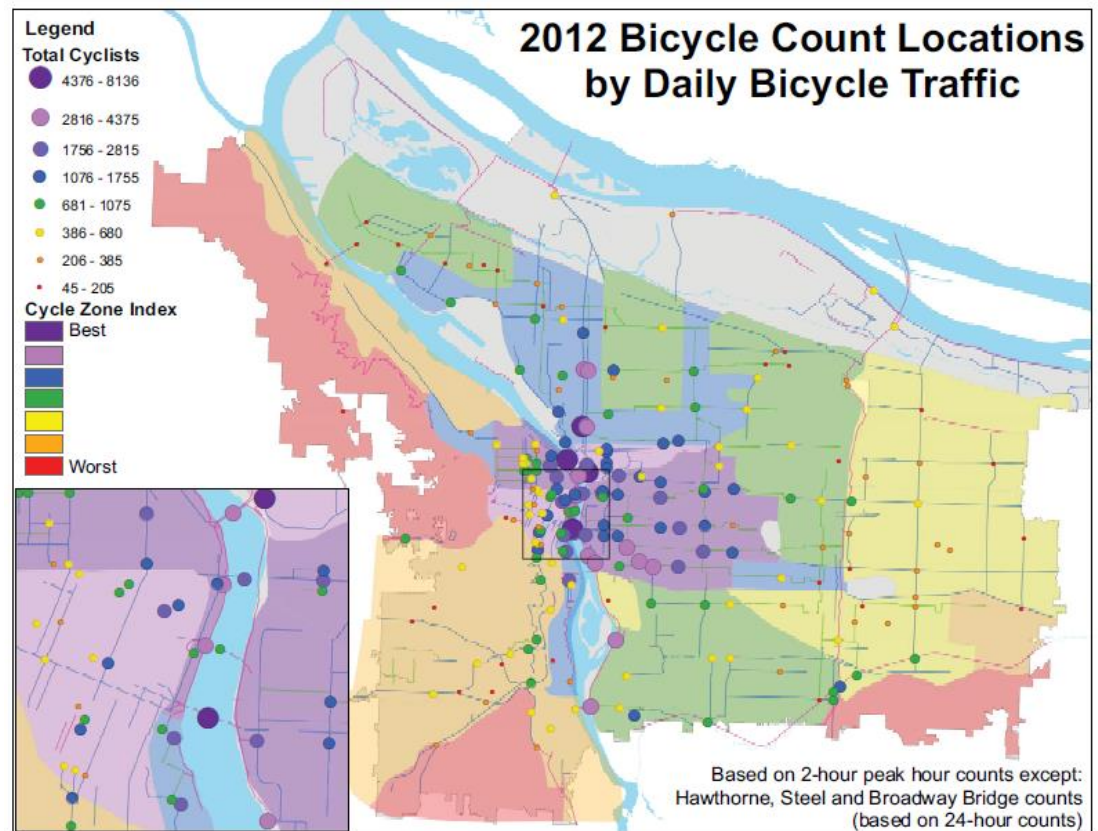 2012 Bicycle Count Locations
by Daily Bicycle Traffic
Legend
Total Cyclists
4376 - 8136
2816 - 4375
1756 - 2815
1076 - 1755
681 - 1075
386 - 680
206 - 385
45 - 205
Cycle Zone Index
Best
Worst
Based on 2-hour peak hour counts except:
Hawthorne, Steel and Broadway Bridge counts
(based on 24-hour counts)